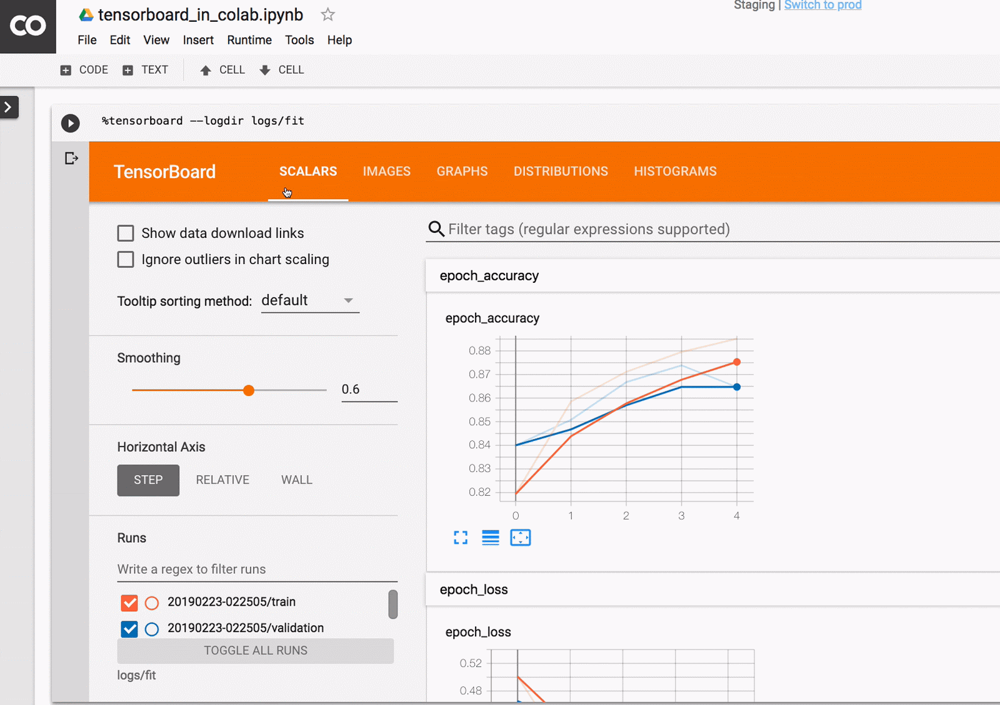 Staging | Switch to prod
CO
tensorboard_in_colab.ipynb
File Edit View Insert Runtime Tools Help
CODE TEXT CELL CELL
%tensorboard --logdir logs/fit
TensorBoard SCALARS IMAGES GRAPHS DISTRIBUTIONS HISTOGRAMS
Show data download links
Ignore outliers in chart scaling
Tooltip sorting method: default
Smoothing
0.6
Horizontal Axis
STEP RELATIVE WALL
Runs
Write a regex to filter runs
20190223-022505/train
20190223-022505/validation
TOGGLE ALL RUNS
logs/fit
Filter tags (regular expressions supported)
epoch_accuracy
epoch_accuracy
0.88
0.87
0.86
0.85
0.84
0.83
0.82
0 1 2 3 4
epoch_loss
epoch_loss
0.52
0.48